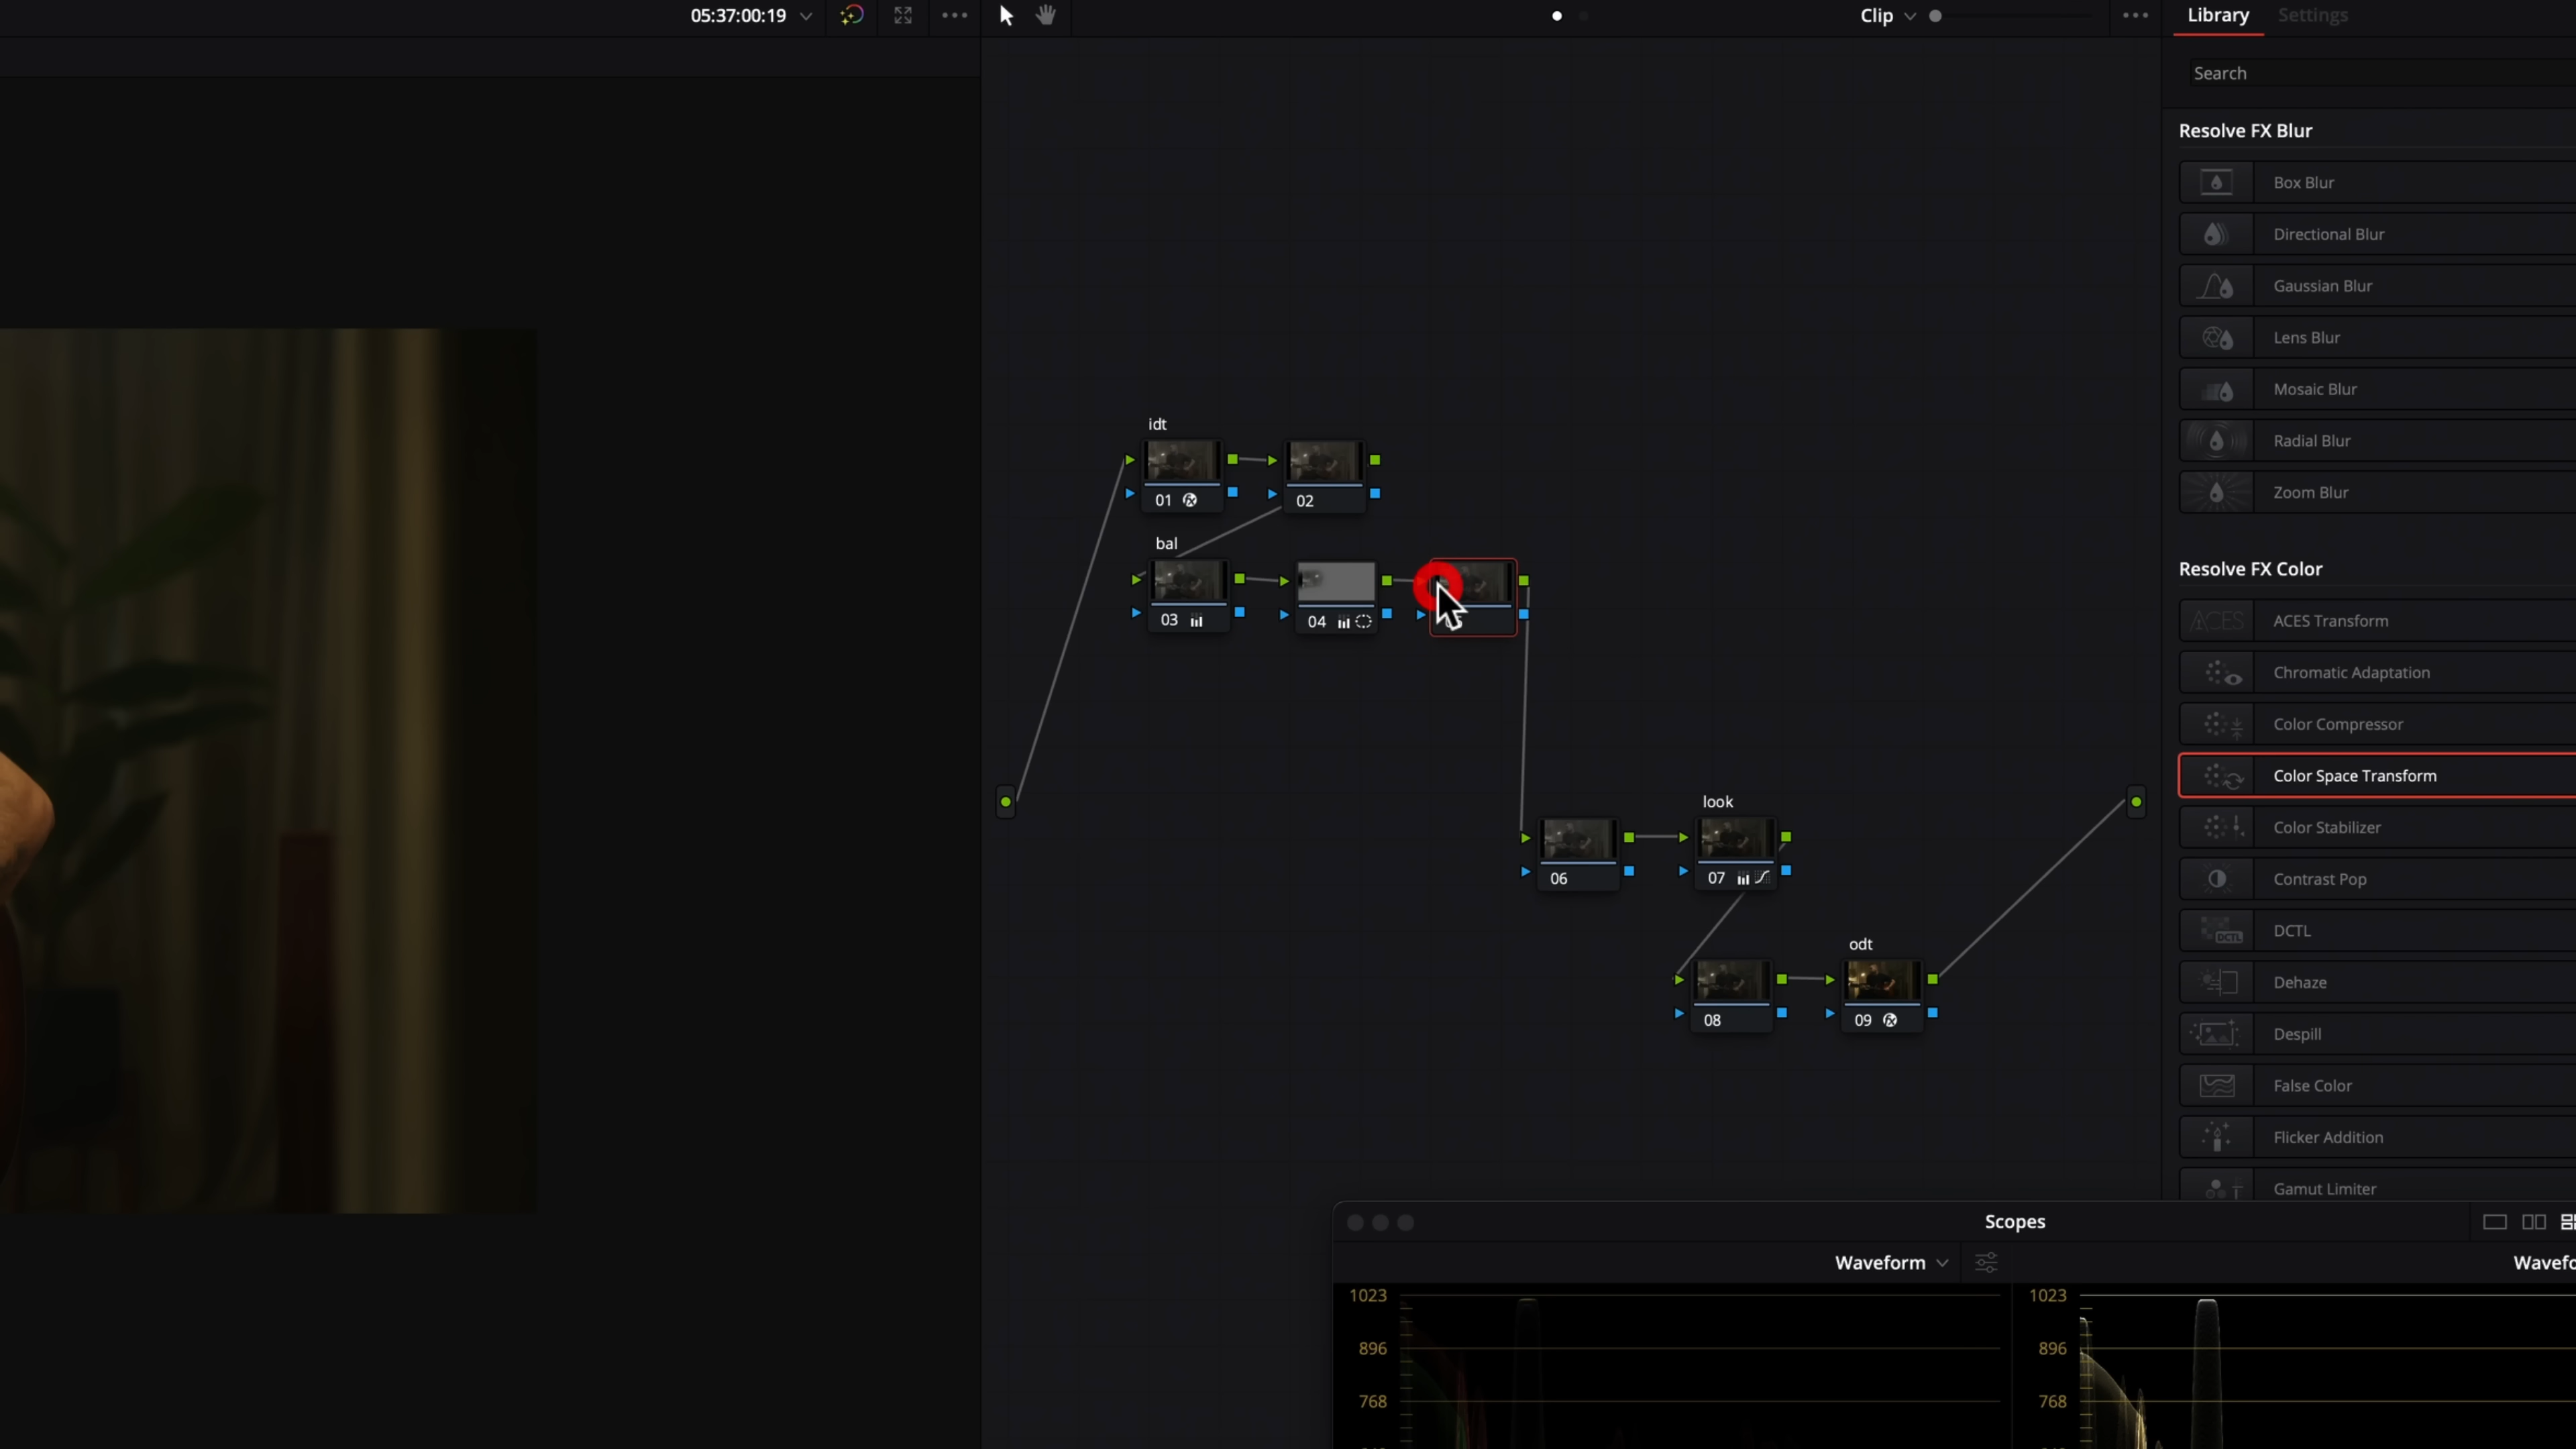 05:37:00:19
Clip
Library
Settings
Search
Resolve FX Blur
Box Blur
Directional Blur
Gaussian Blur
Lens Blur
Mosaic Blur
Radial Blur
Zoom Blur
Resolve FX Color
ACES
ACES Transform
Chromatic Adaptation
Color Compressor
Color Space Transform
Color Stabilizer
Contrast Pop
DCTL
DCTL
Dehaze
Despill
False Color
Flicker Addition
Gamut Limiter
idt
01
02
bal
03
04
look
06
07
odt
08
09
Scopes
Waveform
1023
896
768
1023
896
768